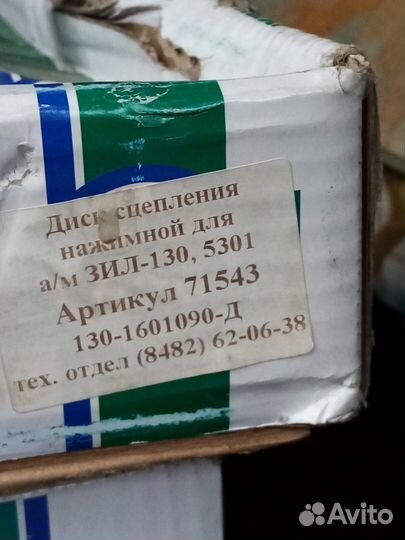 Диск сцепления
нажимной для
а/м ЗИЛ-130, 5301
Артикул 71543
130-1601090-Д
тех. отдел (8482) 62-06-38
Avito